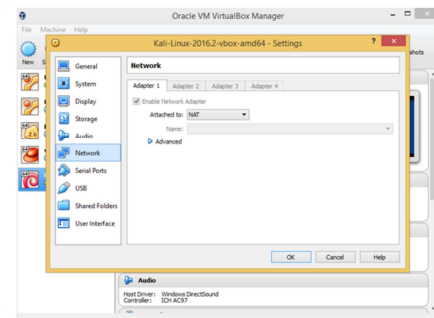 Oracle VM VirtualBox Manager
File Machine Help
Kali-Linux-2016.2-vbox-amd64 - Settings
? ×
New
shots
General
System
Display
Storage
Audio
Network
Serial Ports
USB
Shared Folders
User Interface
Network
Adapter 1 Adapter 2 Adapter 3 Adapter 4
Enable Network Adapter
Attached to: NAT
Name:
Advanced
OK Cancel Help
Audio
Host Driver: Windows DirectSound
Controller: ICH AC97